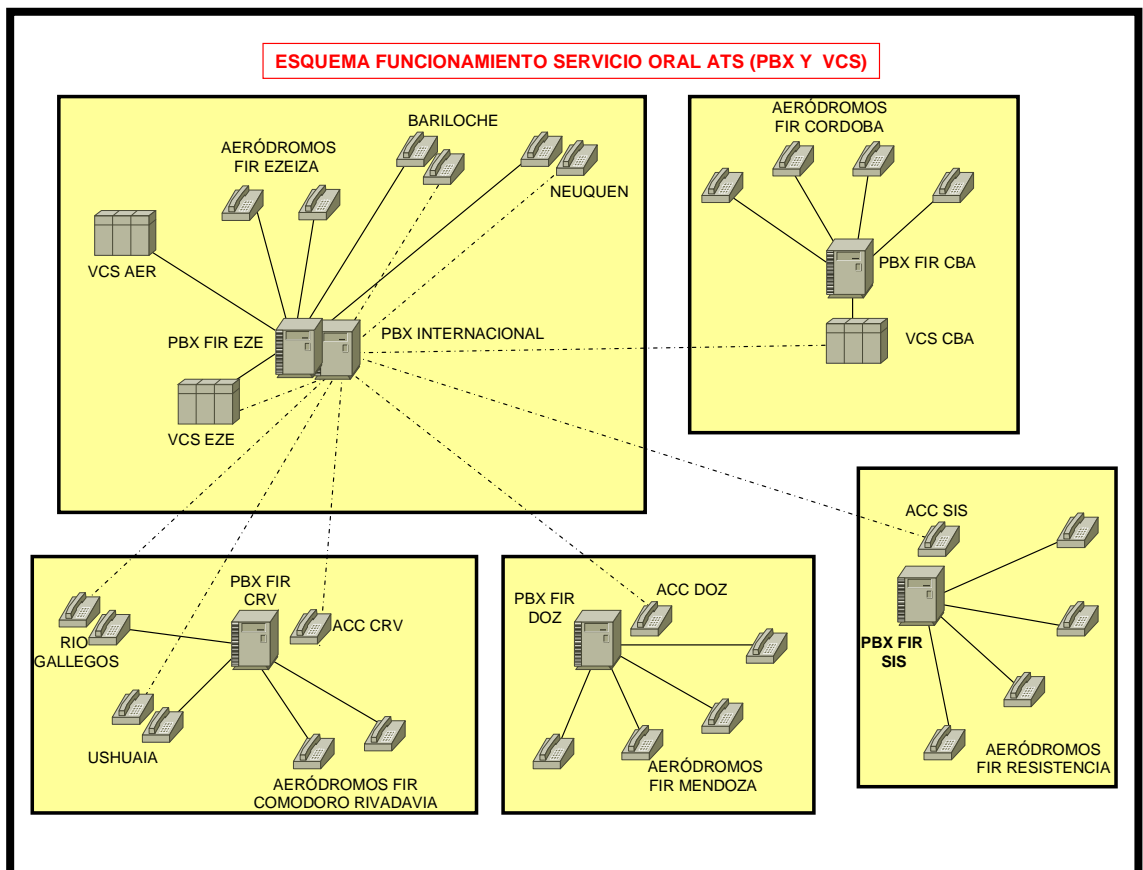 ESQUEMA FUNCIONAMIENTO SERVICIO ORAL ATS (PBX Y VCS)
BARILOCHE
AERÓDROMOS
FIR EZEIZA
NEUQUEN
VCS AER
PBX FIR EZE
PBX INTERNACIONAL
VCS EZE
AERÓDROMOS
FIR CORDOBA
PBX FIR CBA
VCS CBA
PBX FIR
CRV
ACC CRV
RIO
GALLEGOS
USHUAIA
AERÓDROMOS FIR
COMODORO RIVADAVIA
PBX FIR
DOZ
ACC DOZ
AERÓDROMOS
FIR MENDOZA
ACC SIS
PBX FIR
SIS
AERÓDROMOS
FIR RESISTENCIA